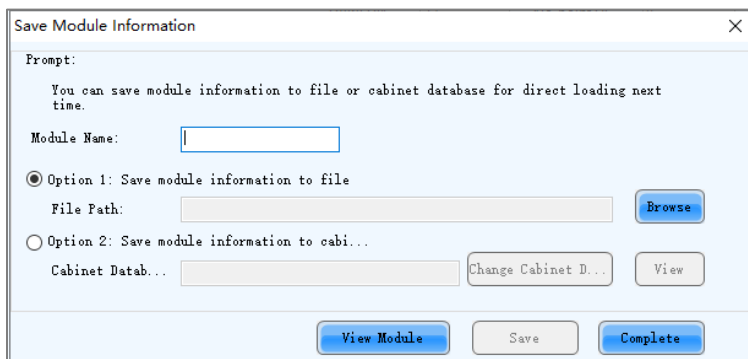 Save Module Information
Prompt:
You can save module information to file or cabinet database for direct loading next
time.
Module Name:
Option 1: Save module information to file
File Path:
Browse
Option 2: Save module information to cabi...
Cabinet Datab...
Change Cabinet D...
View
View Module
Save
Complete